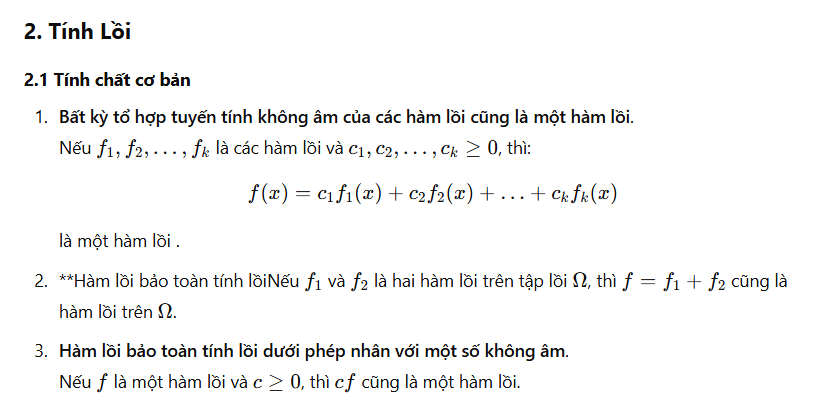 2. Tính Lồi
2.1 Tính chất cơ bản
1. Bất kỳ tổ hợp tuyến tính không âm của các hàm lồi cũng là một hàm lồi.
Nếu f₁, f₂, . . . , fₖ là các hàm lồi và c₁, c₂, . . . , cₖ ≥ 0, thì:
f(x) = c₁f₁(x) + c₂f₂(x) + . . . + cₖfₖ(x)
là một hàm lồi .
2. **Hàm lồi bảo toàn tính lồiNếu f₁ và f₂ là hai hàm lồi trên tập lồi Ω, thì f = f₁ + f₂ cũng là
hàm lồi trên Ω.
3. Hàm lồi bảo toàn tính lồi dưới phép nhân với một số không âm.
Nếu f là một hàm lồi và c ≥ 0, thì cf cũng là một hàm lồi.